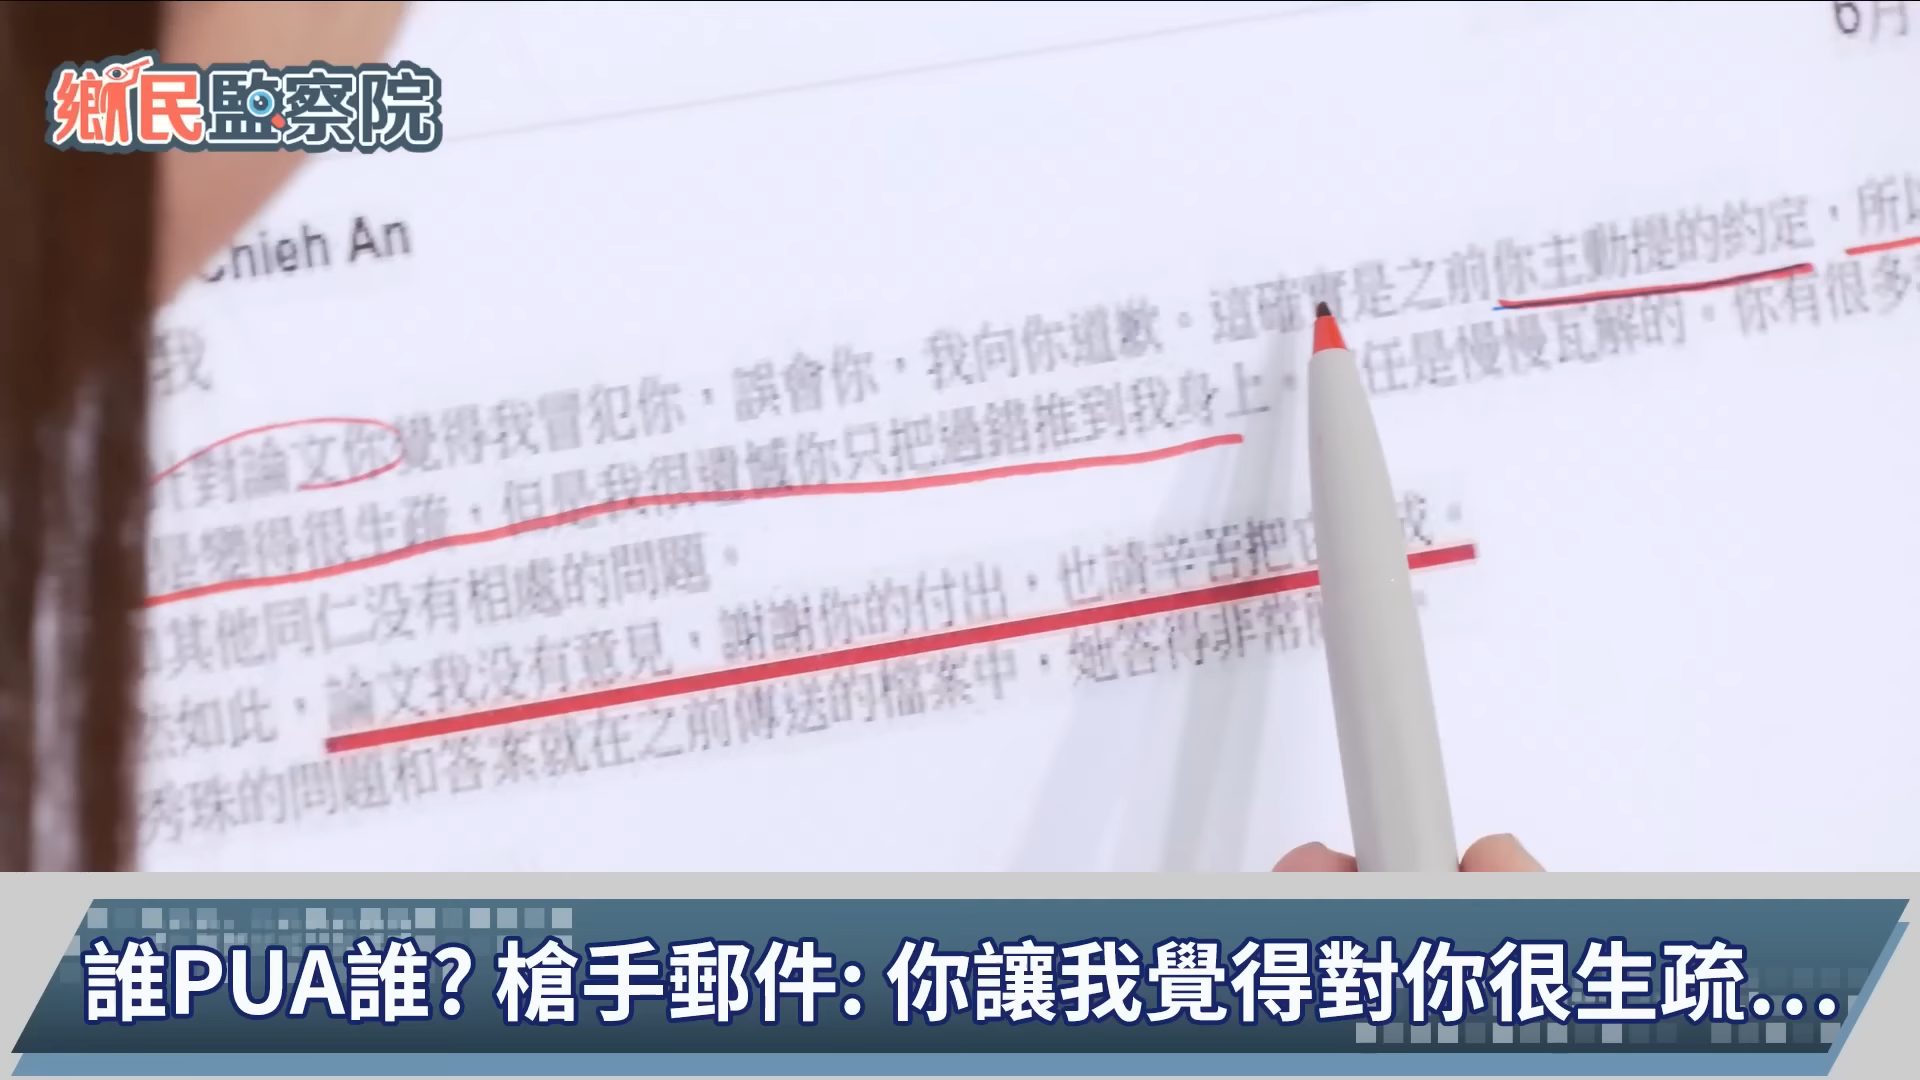 鄉民監察院
6月
Chieh An
我
對論文你覺得我冒犯你，誤會你，我向你道歉。這確實是之前你主動提的約定，所以
是變得很生疏，但是我很遺憾你只把過錯推到我身上，任是慢慢瓦解的。你有很多
其他同仁没有相處的問題。
如此，論文我没有意見，謝謝你的付出，也請辛苦把
秀珠的問題和答案就在之前傳送的檔案中，她答得非常
誰PUA誰? 槍手郵件: 你讓我覺得對你很生疏...